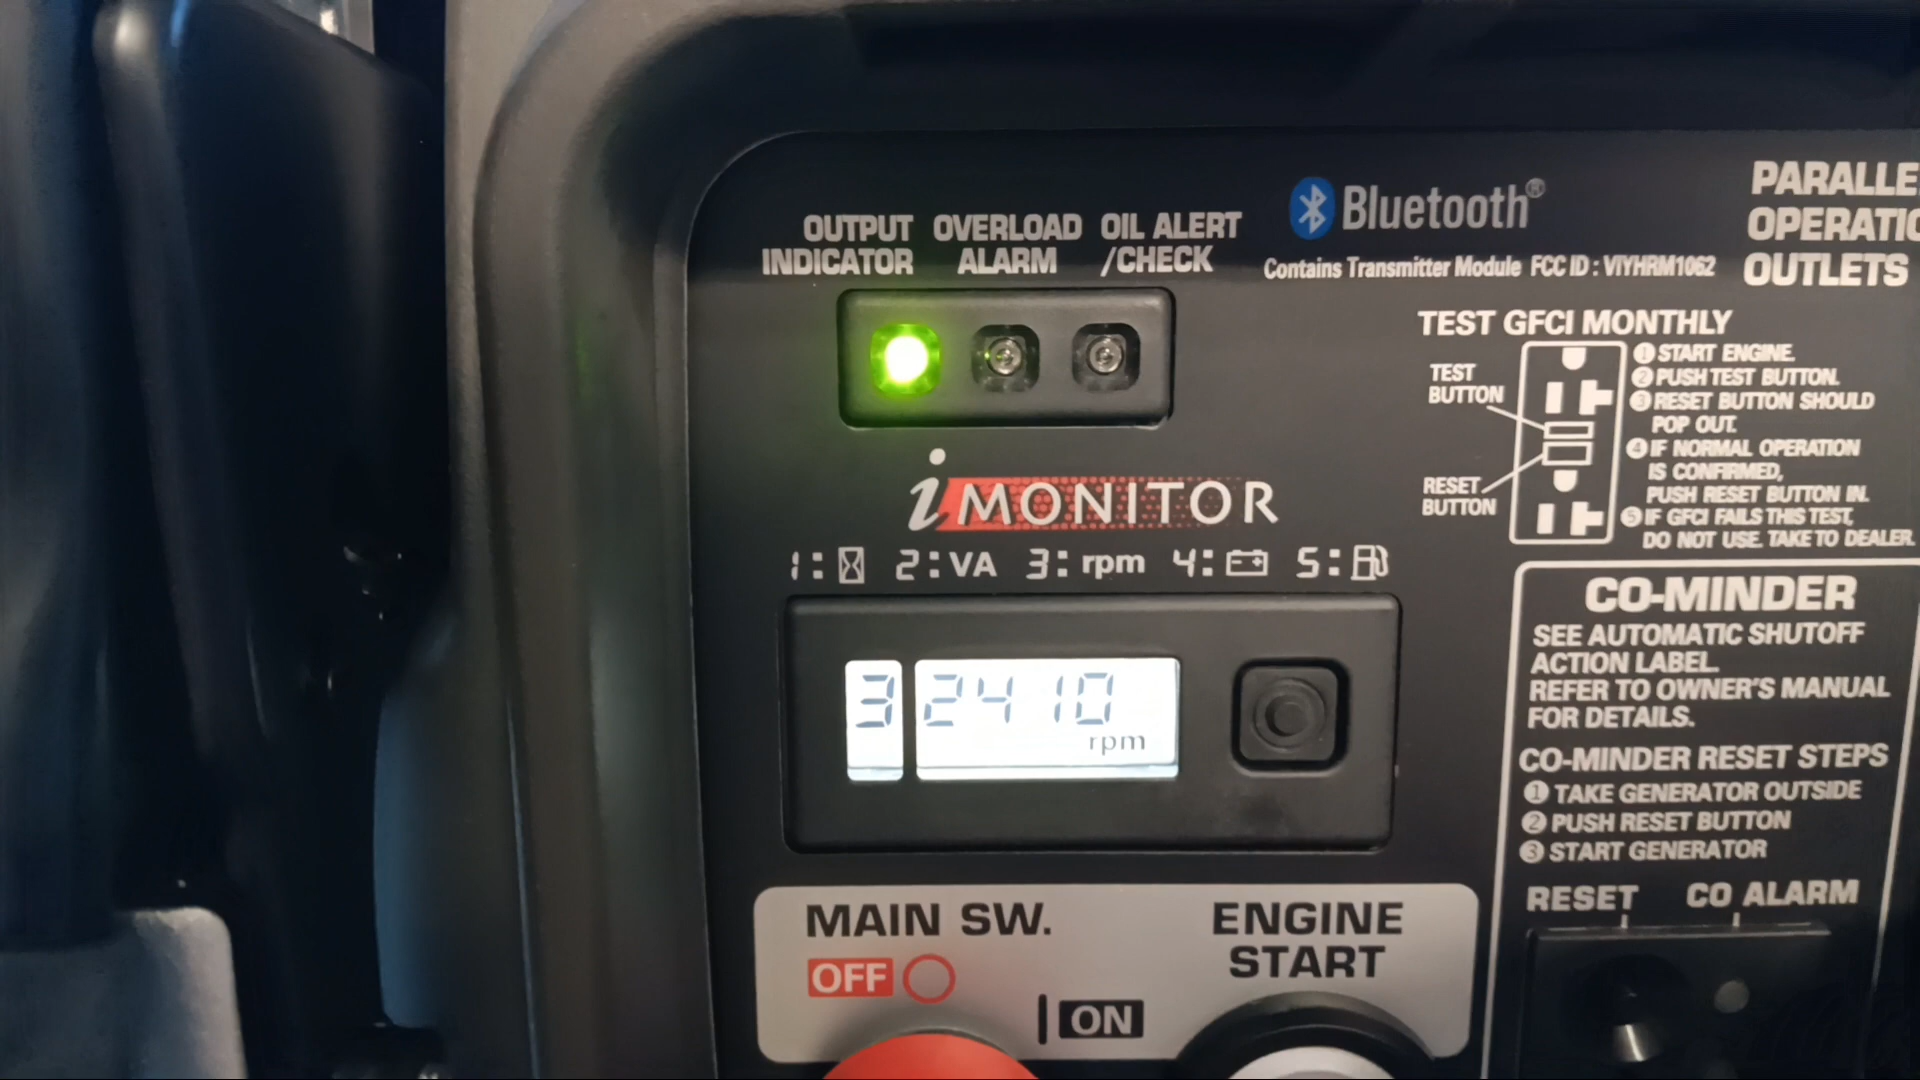 OUTPUT INDICATOR
OVERLOAD ALARM
OIL ALERT /CHECK
Bluetooth®
Contains Transmitter Module FCC ID : VIYHRM1062
OPERATI
OUTLETS
TEST GFCI MONTHLY
TEST BUTTON
RESET BUTTON
1 START ENGINE.
2 PUSH TEST BUTTON.
3 RESET BUTTON SHOULD
POP OUT.
4 IF NORMAL OPERATION
IS CONFIRMED,
PUSH RESET BUTTON IN.
5 IF GFCI FAILS THIS TEST,
DO NOT USE. TAKE TO DEALER.
i MONITOR
1: 2:VA 3:rpm 4: 5:
3 2410
rpm
CO-MINDER
SEE AUTOMATIC SHUTOFF
ACTION LABEL.
REFER TO OWNER'S MANUAL
FOR DETAILS.
CO-MINDER RESET STEPS
1 TAKE GENERATOR OUTSIDE
2 PUSH RESET BUTTON
3 START GENERATOR
RESET CO ALARM
MAIN SW.
OFF
ON
ENGINE
START